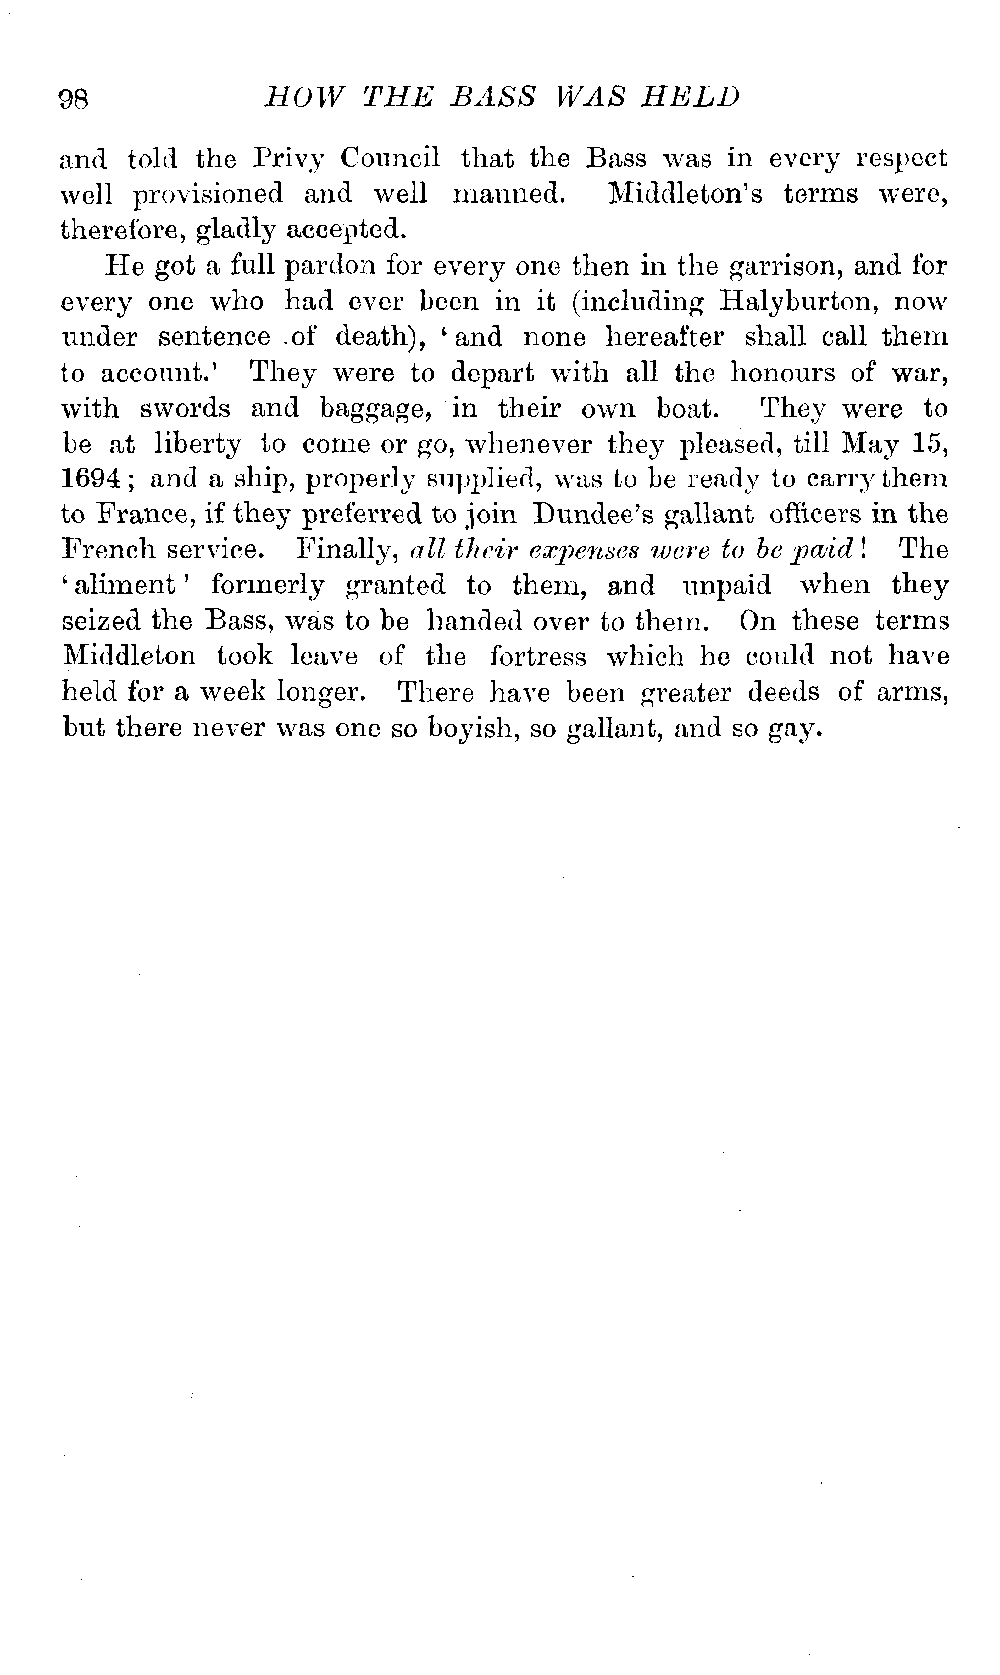 98 HOW THE BASS WAS HELD
and told the Privy Council that the Bass was in every respect
well provisioned and well manned. Middleton's terms were,
therefore, gladly accepted.
He got a full pardon for every one then in the garrison, and for
every one who had ever been in it (including Halyburton, now
under sentence of death), ‘and none hereafter shall call them
to account.’ They were to depart with all the honours of war,
with swords and baggage, in their own boat. They were to
be at liberty to come or go, whenever they pleased, till May 15,
1694; and a ship, properly supplied, was to be ready to carry them
to France, if they preferred to join Dundee's gallant officers in the
French service. Finally, all their expenses were to be paid! The
‘aliment’ formerly granted to them, and unpaid when they
seized the Bass, was to be handed over to them. On these terms
Middleton took leave of the fortress which he could not have
held for a week longer. There have been greater deeds of arms,
but there never was one so boyish, so gallant, and so gay.